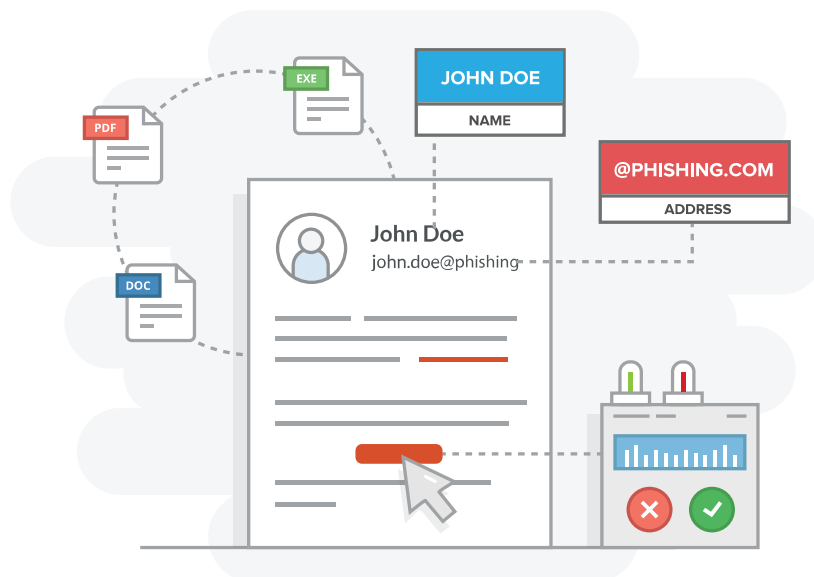 EXE
PDF
DOC
JOHN DOE
NAME
@PHISHING.COM
ADDRESS
John Doe
john.doe@phishing